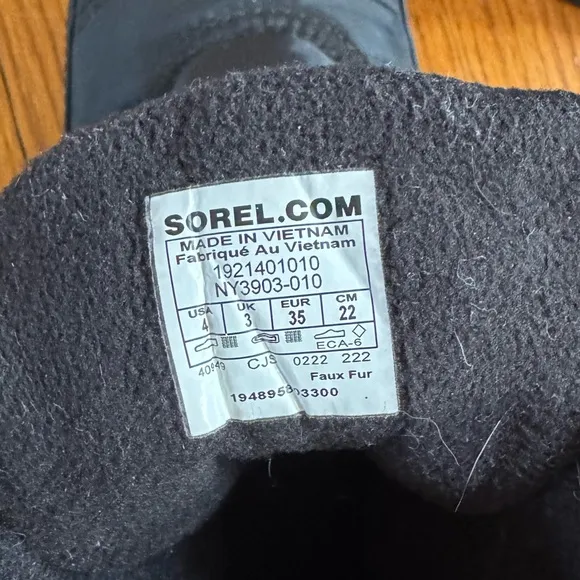 SOREL.COM
MADE IN VIETNAM
Fabriqué Au Vietnam
1921401010
NY3903-010
USA UK EUR CM
4 3 35 22
ECA-6
CJS 0222 222
Faux Fur